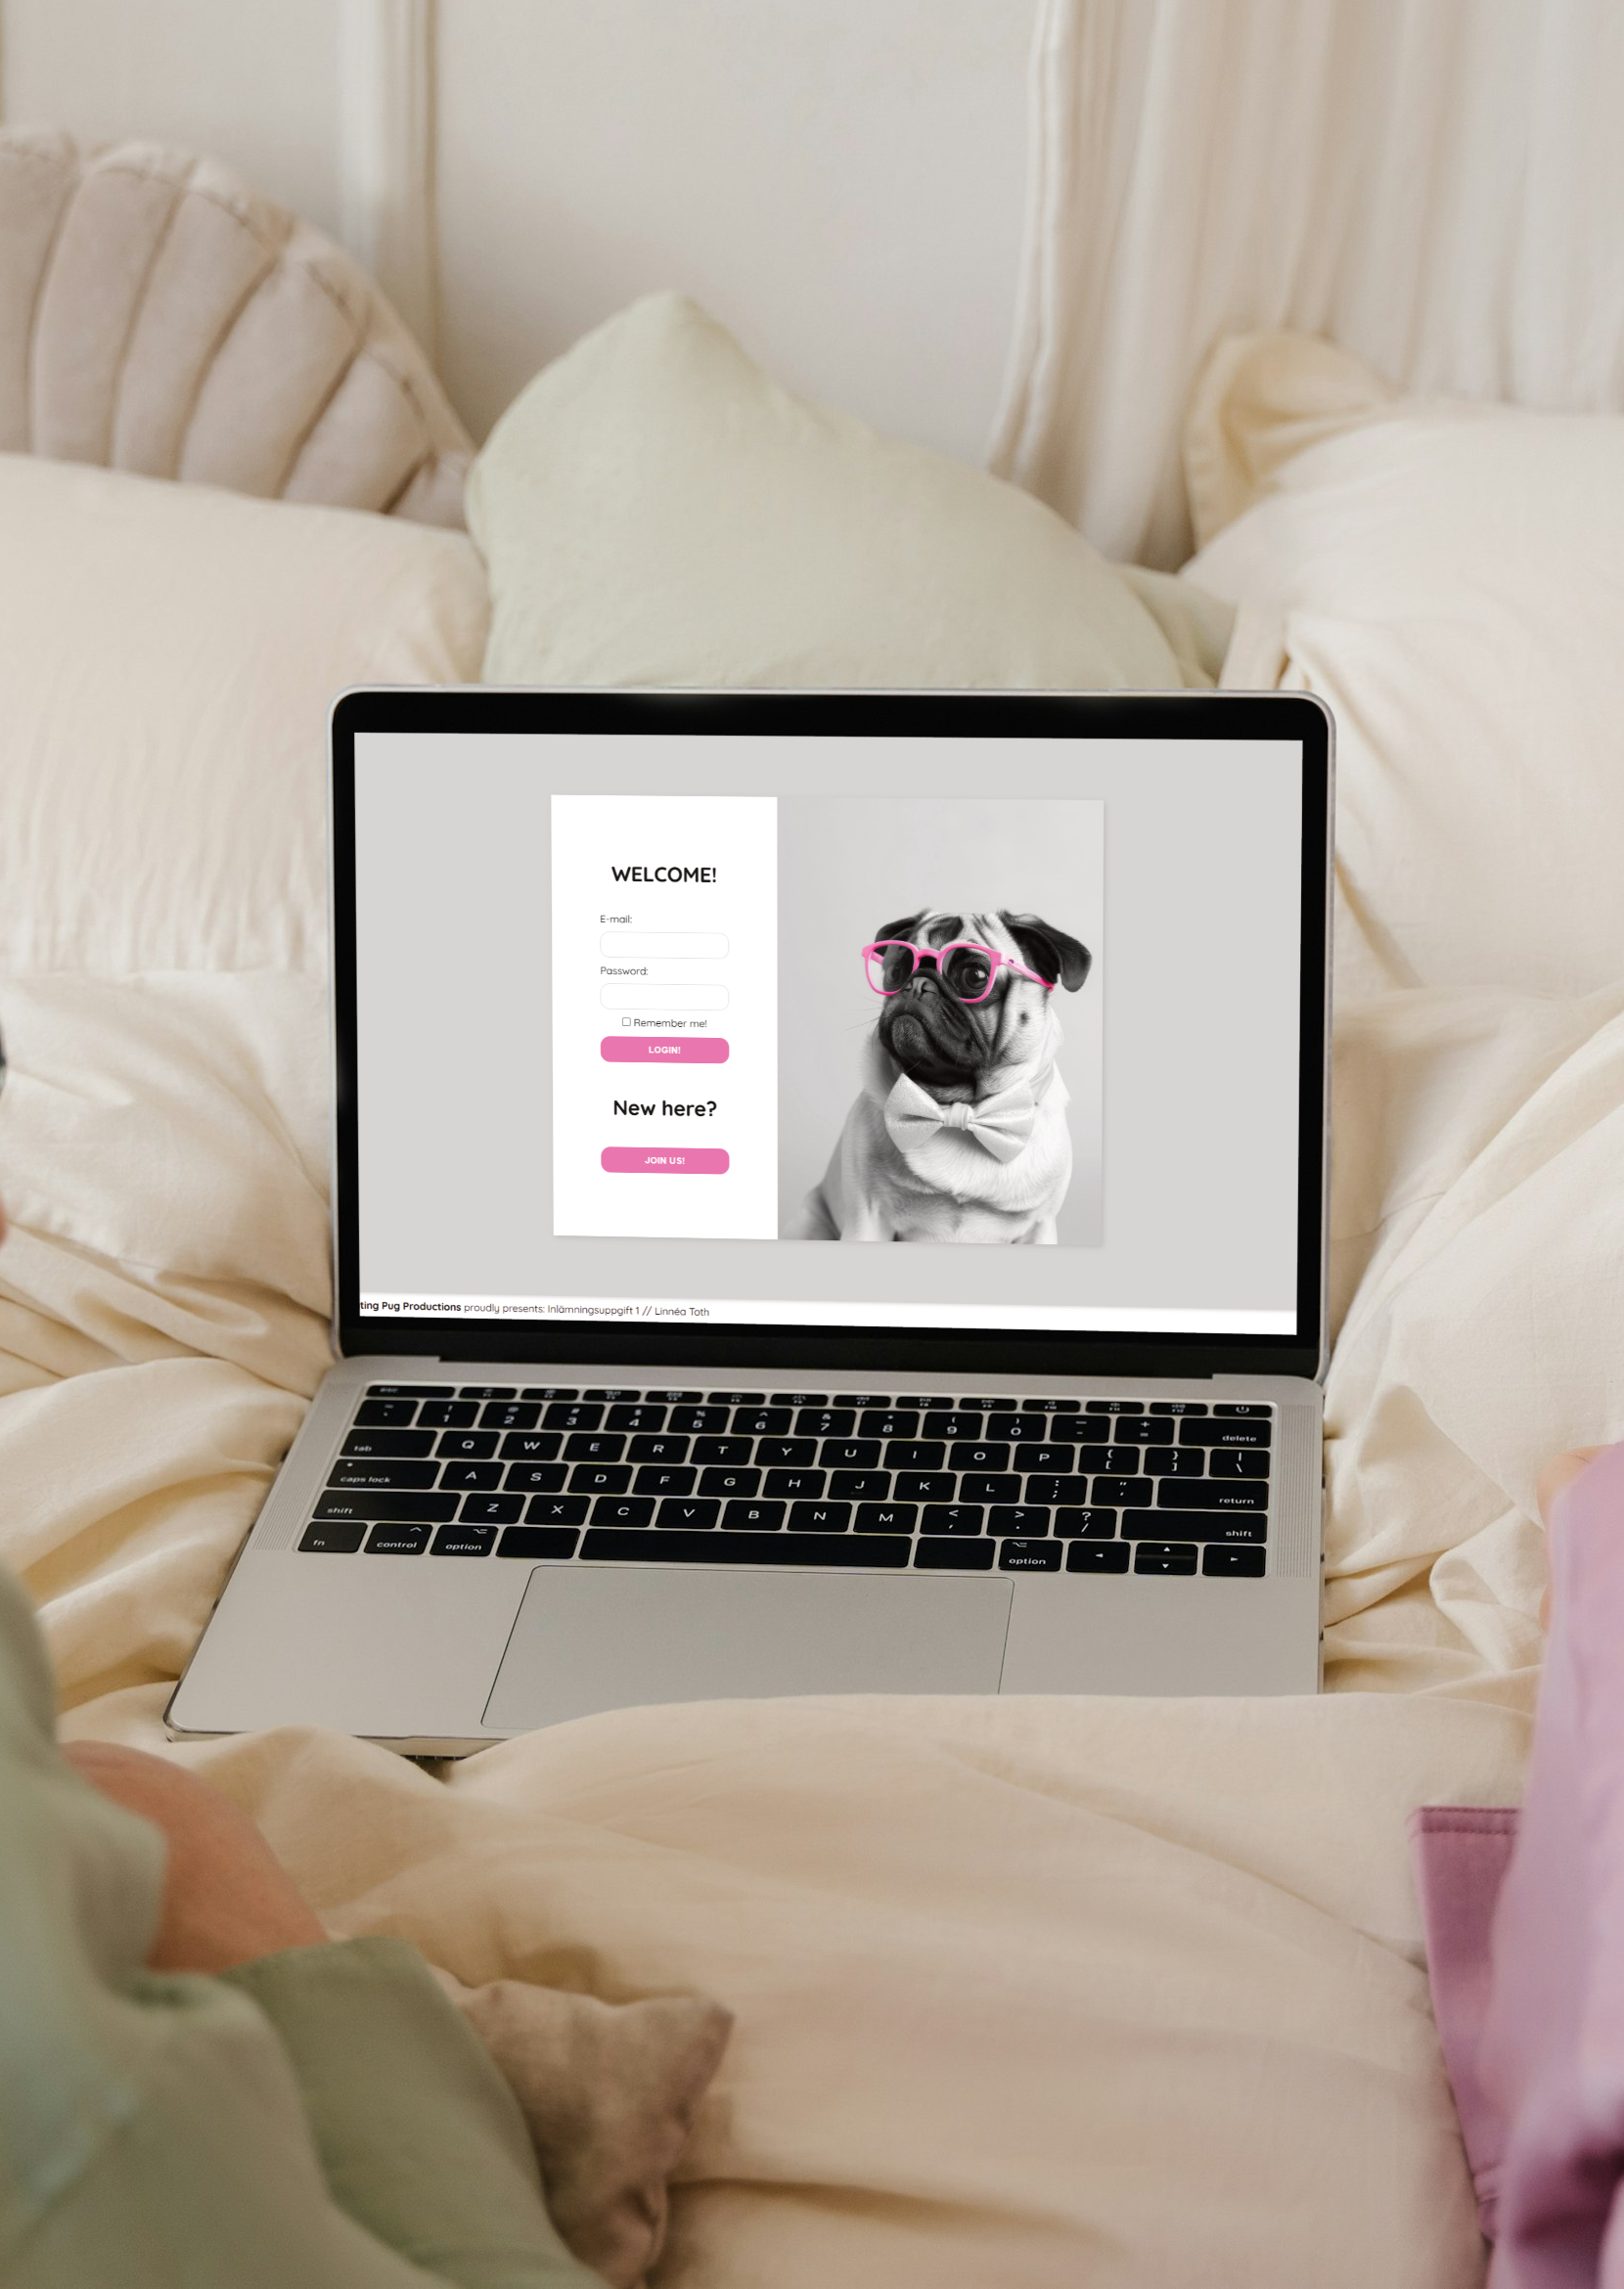 WELCOME!
E-mail:
Password:
Remember me!
LOGIN!
New here?
JOIN US!
ting Pug Productions proudly presents: Inlämningsuppgift 1 // Linnéa Toth
esc
~ ! @ # $ % ^ & * ( ) — +
` 1 2 3 4 5 6 7 8 9 0 - = delete
tab Q W E R T Y U I O P { [ } ] | \
caps lock A S D F G H J K L : ; " ' return
shift Z X C V B N M < , > . ? / shift
fn control option option